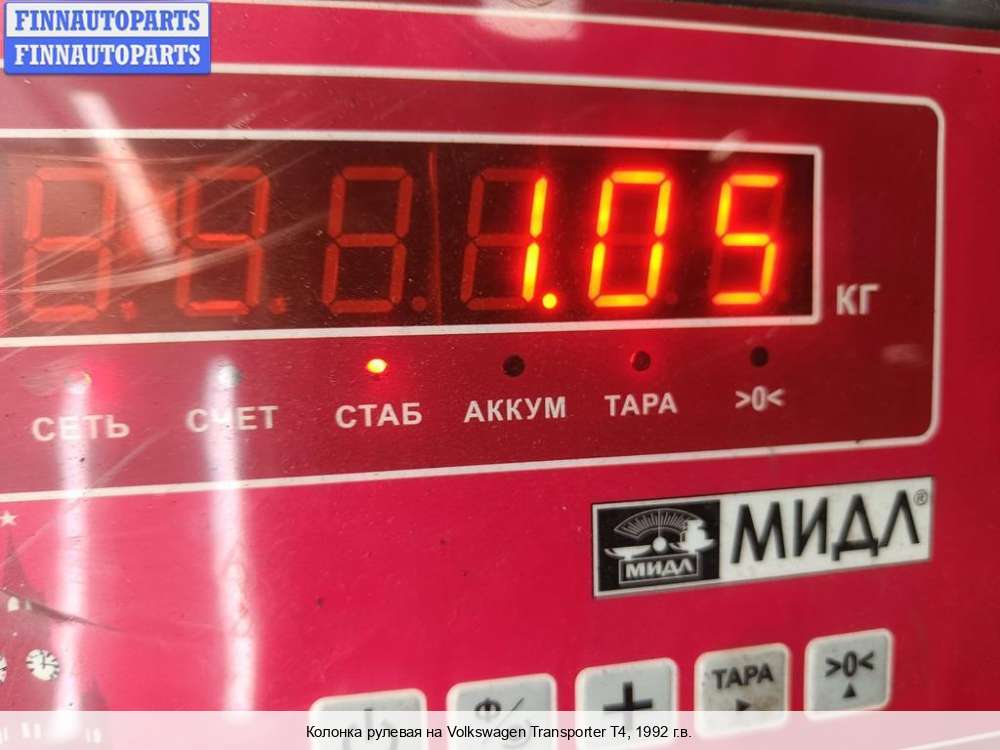 FINNAUTOPARTS
FINNAUTOPARTS
1.05
КГ
СЕТЬ СЧЕТ СТАБ АККУМ ТАРА >0<
МИДЛ МИДЛ®
Ф/ + ТАРА >0<
Колонка рулевая на Volkswagen Transporter T4, 1992 г.в.